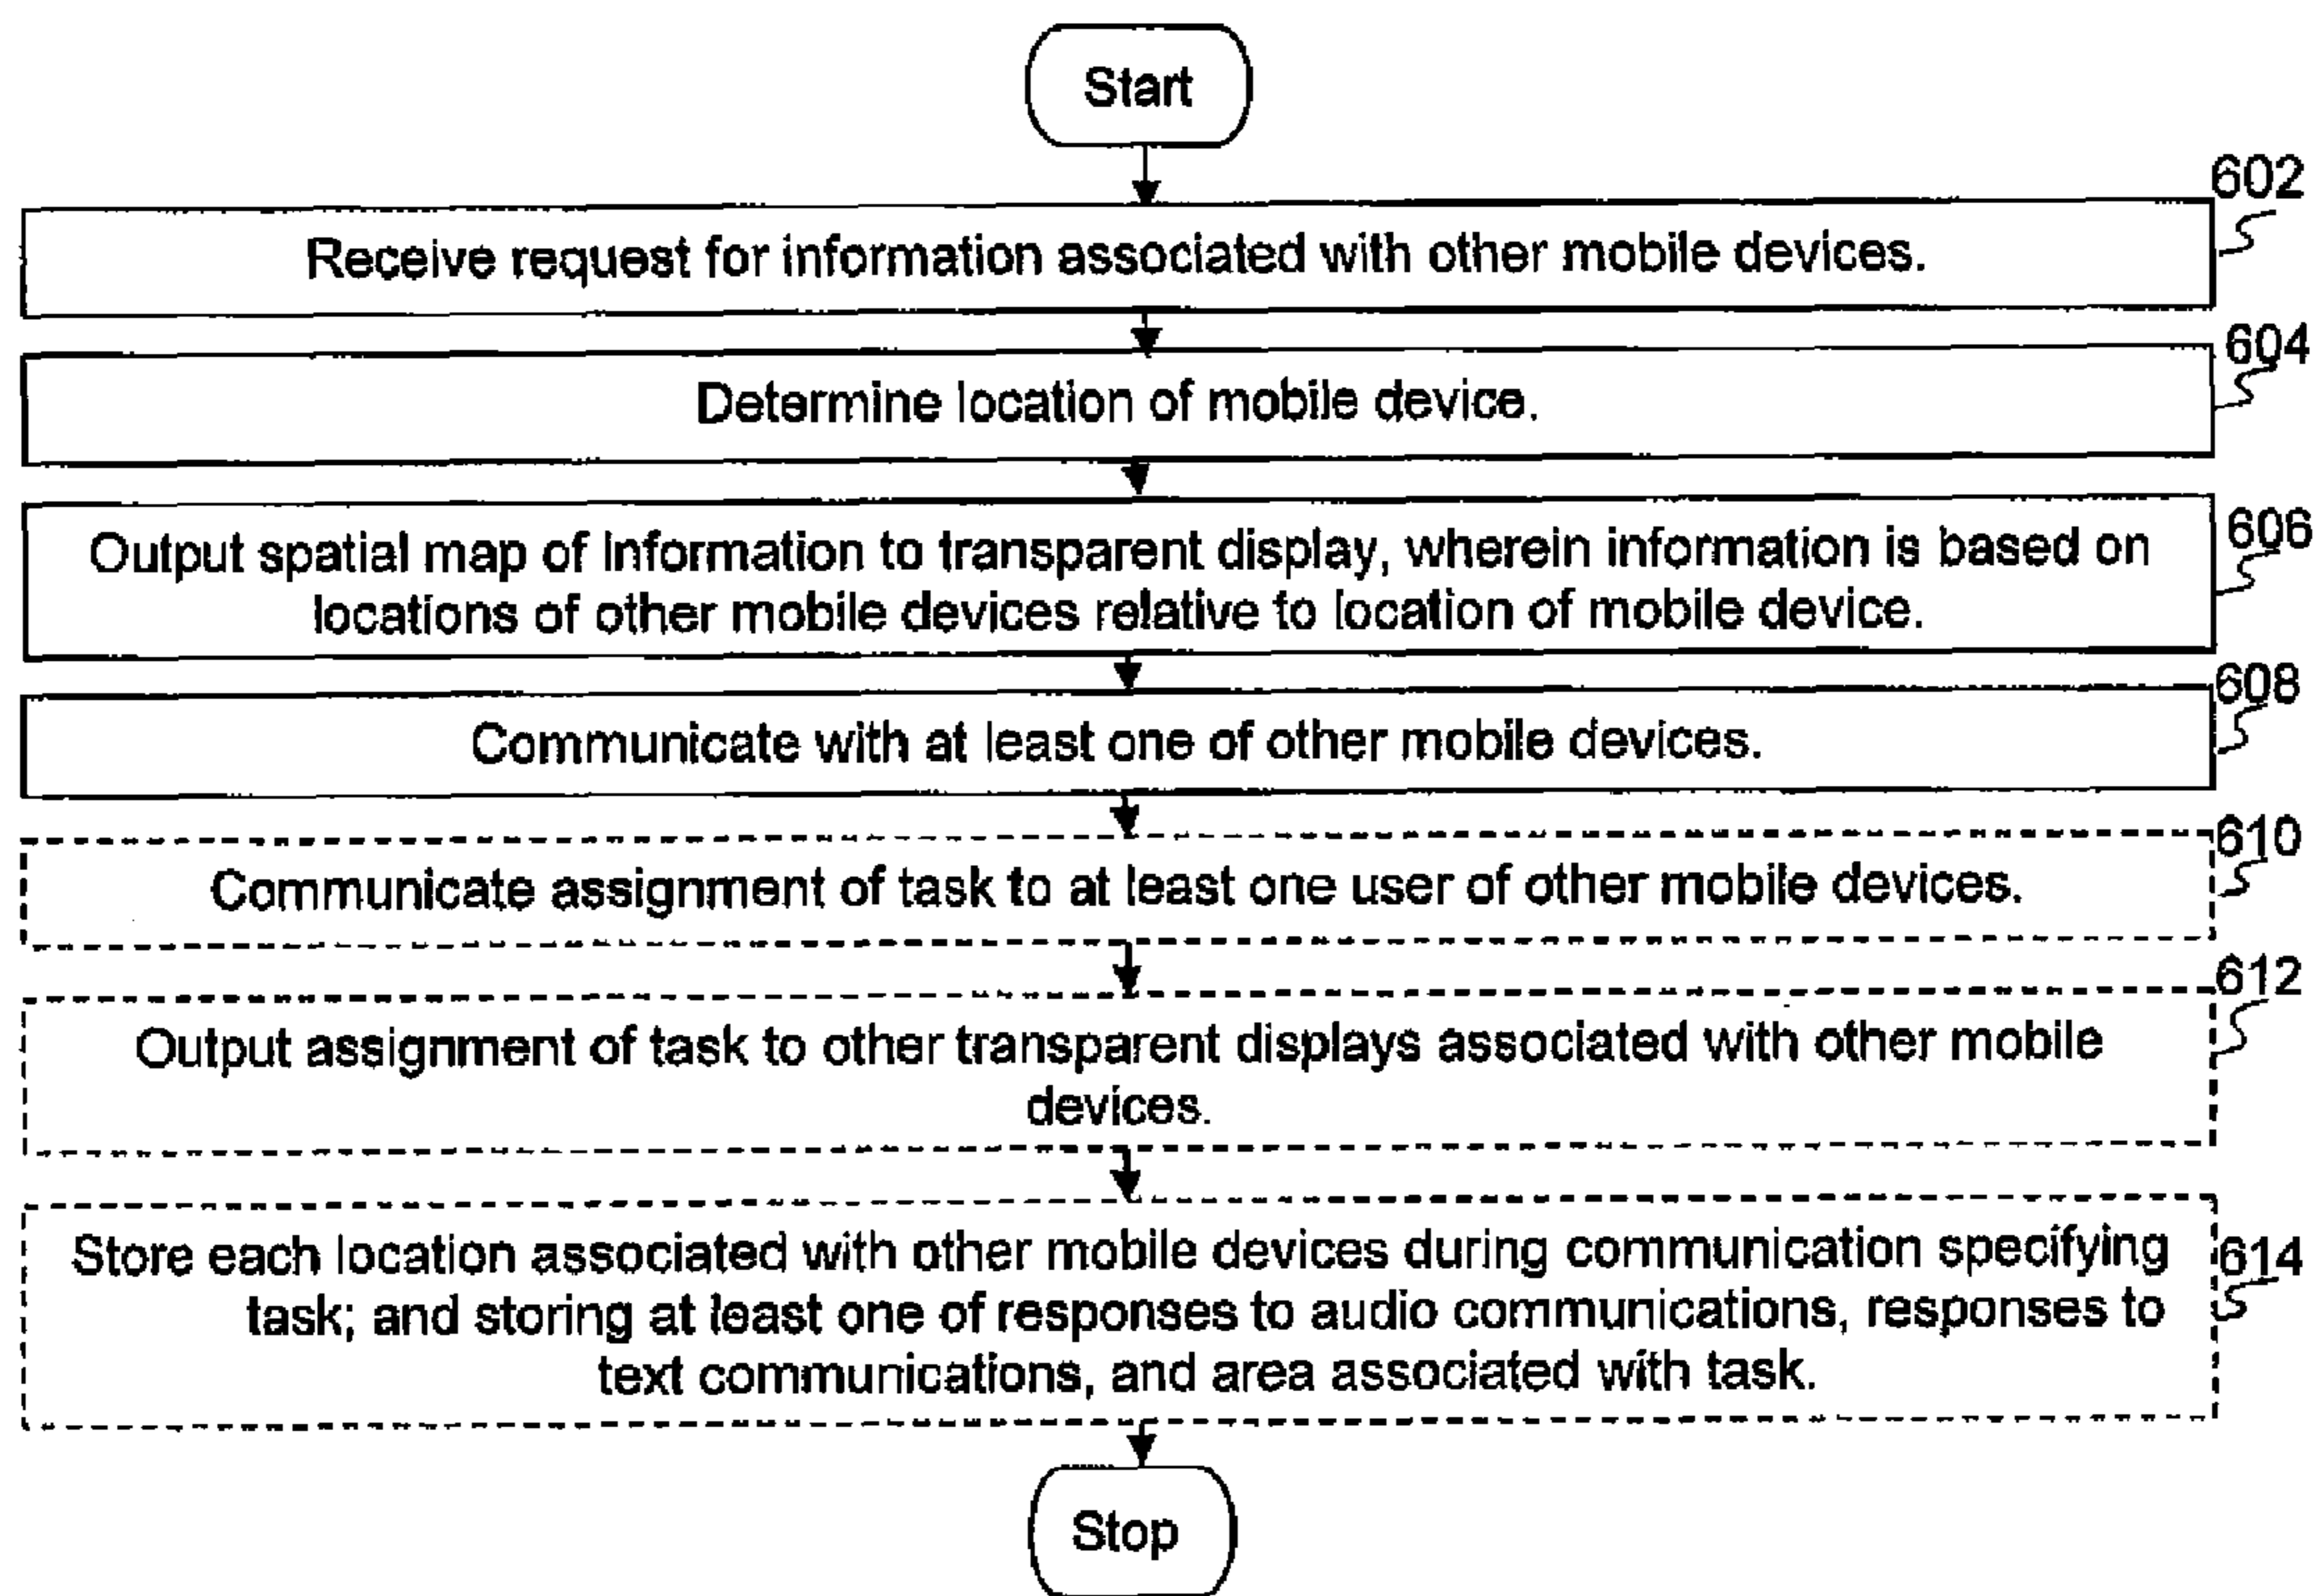 Start
602
Receive request for information associated with other mobile devices.
604
Determine location of mobile device.
606
Output spatial map of information to transparent display, wherein information is based on
locations of other mobile devices relative to location of mobile device.
608
Communicate with at least one of other mobile devices.
610
Communicate assignment of task to at least one user of other mobile devices.
612
Output assignment of task to other transparent displays associated with other mobile
devices.
Store each location associated with other mobile devices during communication specifying
614
task; and storing at least one of responses to audio communications, responses to
text communications, and area associated with task.
Stop